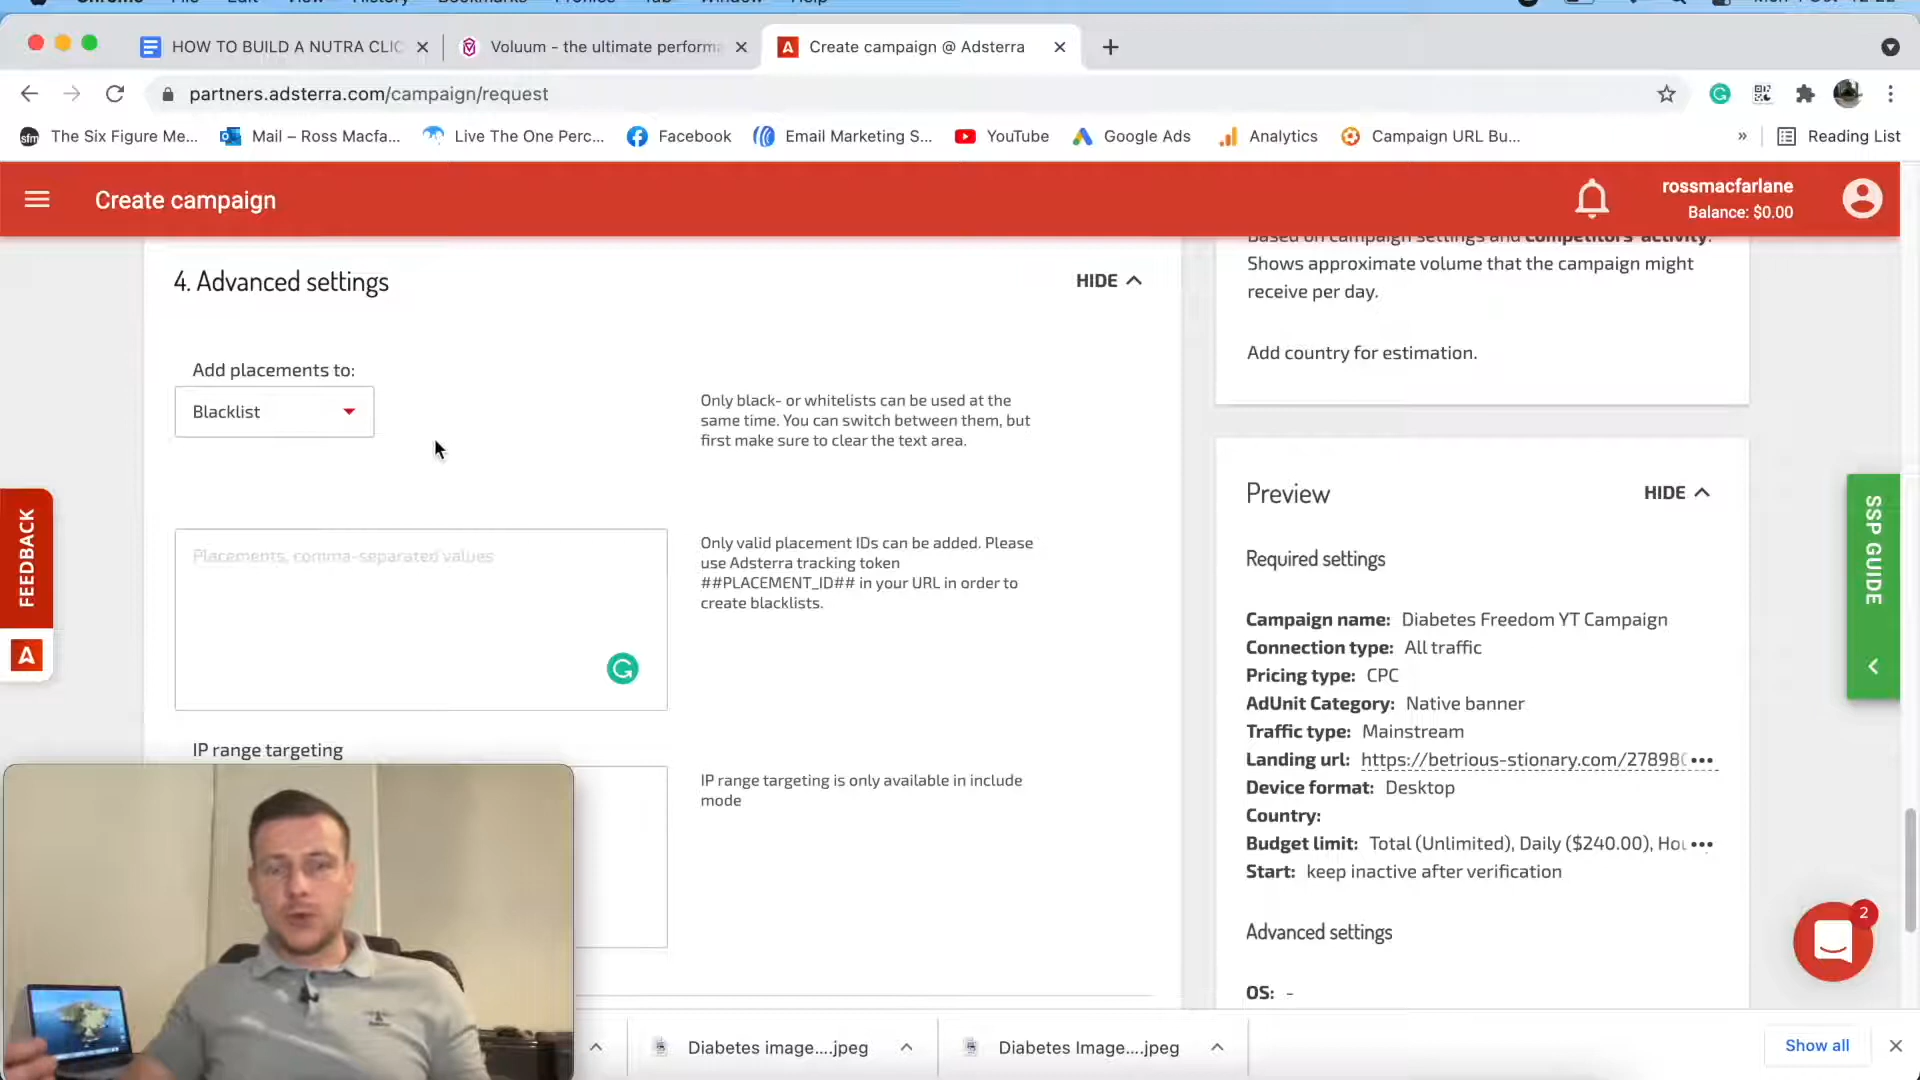 HOW TO BUILD A NUTRA CLIC
Voluum - the ultimate performa
Create campaign @ Adsterra
partners.adsterra.com/campaign/request
The Six Figure Me...
Mail – Ross Macfa...
Live The One Perc...
Facebook
Email Marketing S...
YouTube
Google Ads
Analytics
Campaign URL Bu...
»
Reading List
Create campaign
rossmacfarlane
Balance: $0.00
4. Advanced settings
HIDE
Add placements to:
Blacklist
Only black- or whitelists can be used at the
same time. You can switch between them, but
first make sure to clear the text area.
Placements, comma-separated values
Only valid placement IDs can be added. Please
use Adsterra tracking token
##PLACEMENT_ID## in your URL in order to
create blacklists.
IP range targeting
IP range targeting is only available in include
mode
Based on campaign settings and competitors' activity.
Shows approximate volume that the campaign might
receive per day.
Add country for estimation.
Preview
HIDE
Required settings
Campaign name: Diabetes Freedom YT Campaign
Connection type: All traffic
Pricing type: CPC
AdUnit Category: Native banner
Traffic type: Mainstream
Landing url: https://betrious-stionary.com/27898 •••
Device format: Desktop
Country:
Budget limit: Total (Unlimited), Daily ($240.00), •••
Start: keep inactive after verification
Advanced settings
OS: -
FEEDBACK
A
SSP GUIDE
2
Diabetes image....jpeg
Diabetes Image....jpeg
Show all